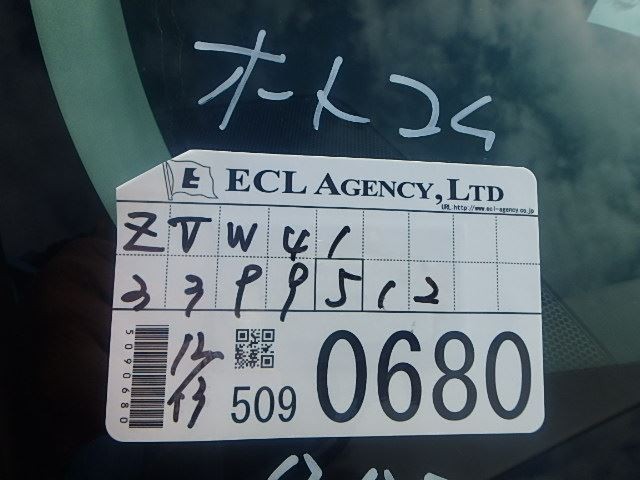 オートコム
E ECL AGENCY, LTD
URL:http://www.ecl-agency.co.jp
ZVW41
3399512
5090680
12/13
509 0680